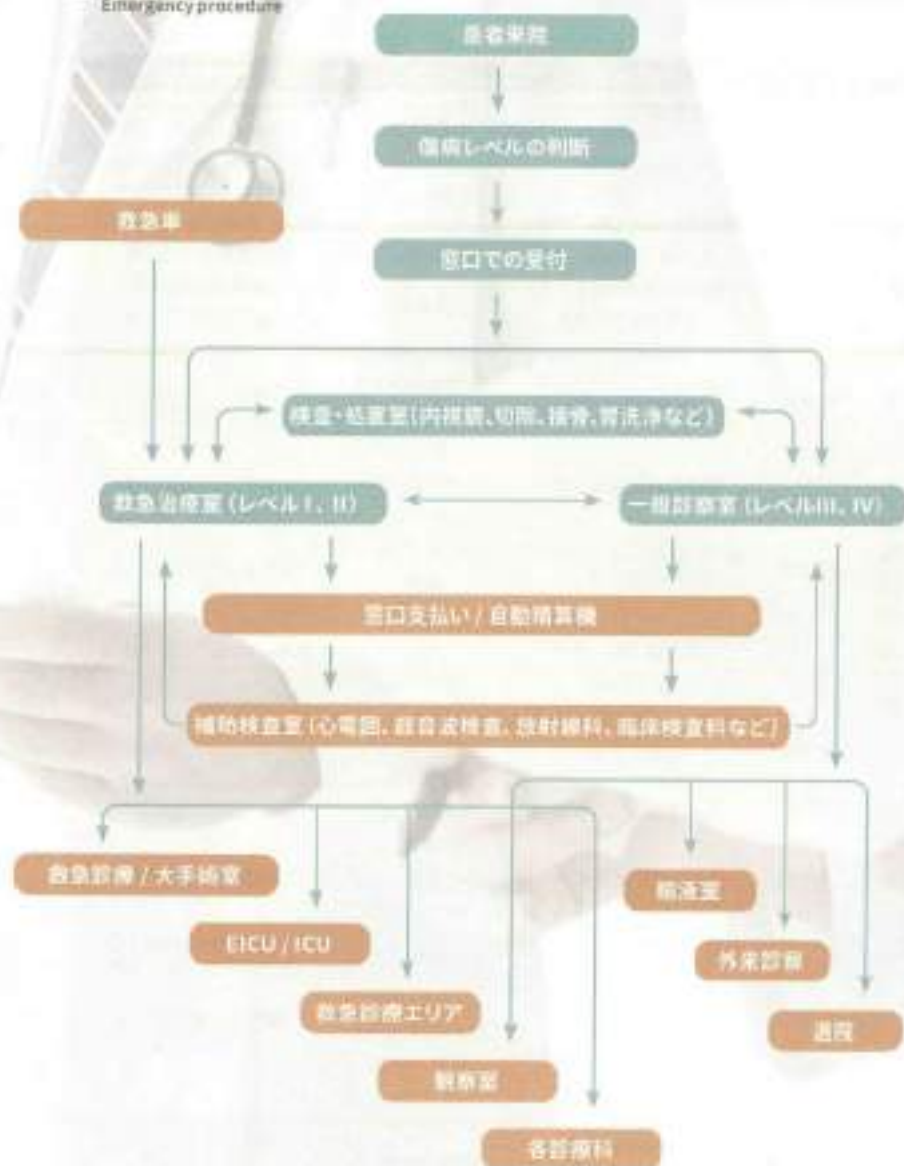 Emergency procedure
患者来院
傷病レベルの判断
救急車
窓口での受付
検査・処置室(内視鏡、切除、接骨、胃洗浄など)
救急治療室(レベルI、II)
一般診察室(レベルIII、IV)
窓口支払い / 自動精算機
補助検査室(心電図、超音波検査、放射線科、臨床検査科など)
救急診療 / 大手術室
輸液室
EICU / ICU
外来診察
救急診療エリア
退院
観察室
各診療科